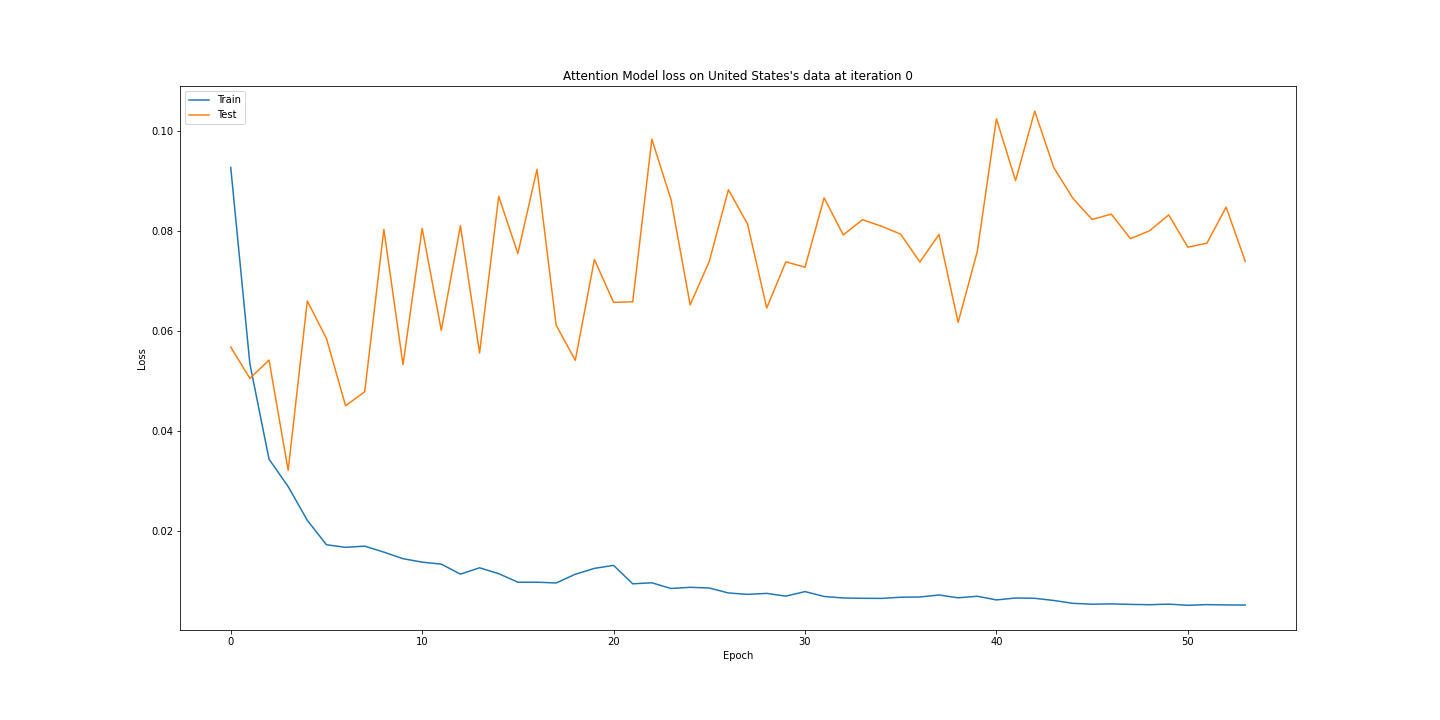 Attention Model loss on United States's data at iteration 0
Train
Test
0.10
0.08
0.06
0.04
0.02
Loss
0 10 20 30 40 50
Epoch